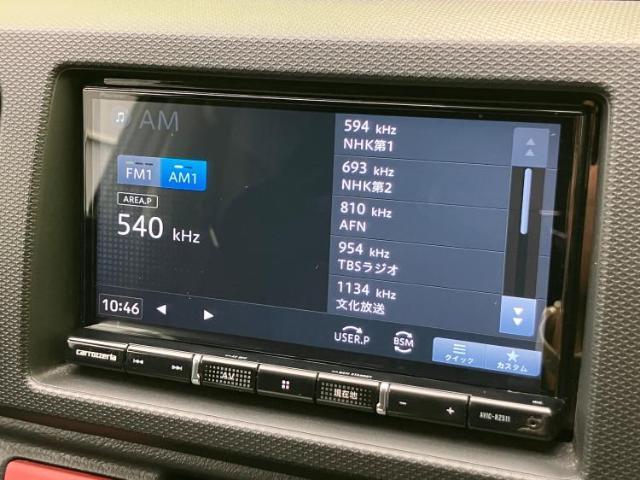 AM
FM1 AM1
AREA.P
540 kHz
594 kHz
NHK第1
693 kHz
NHK第2
810 kHz
AFN
954 kHz
TBSラジオ
1134 kHz
文化放送
10:46
USER.P
BSM
クイック
カスタム
carrozzeria
AV
現在地
AVIC-RZ511